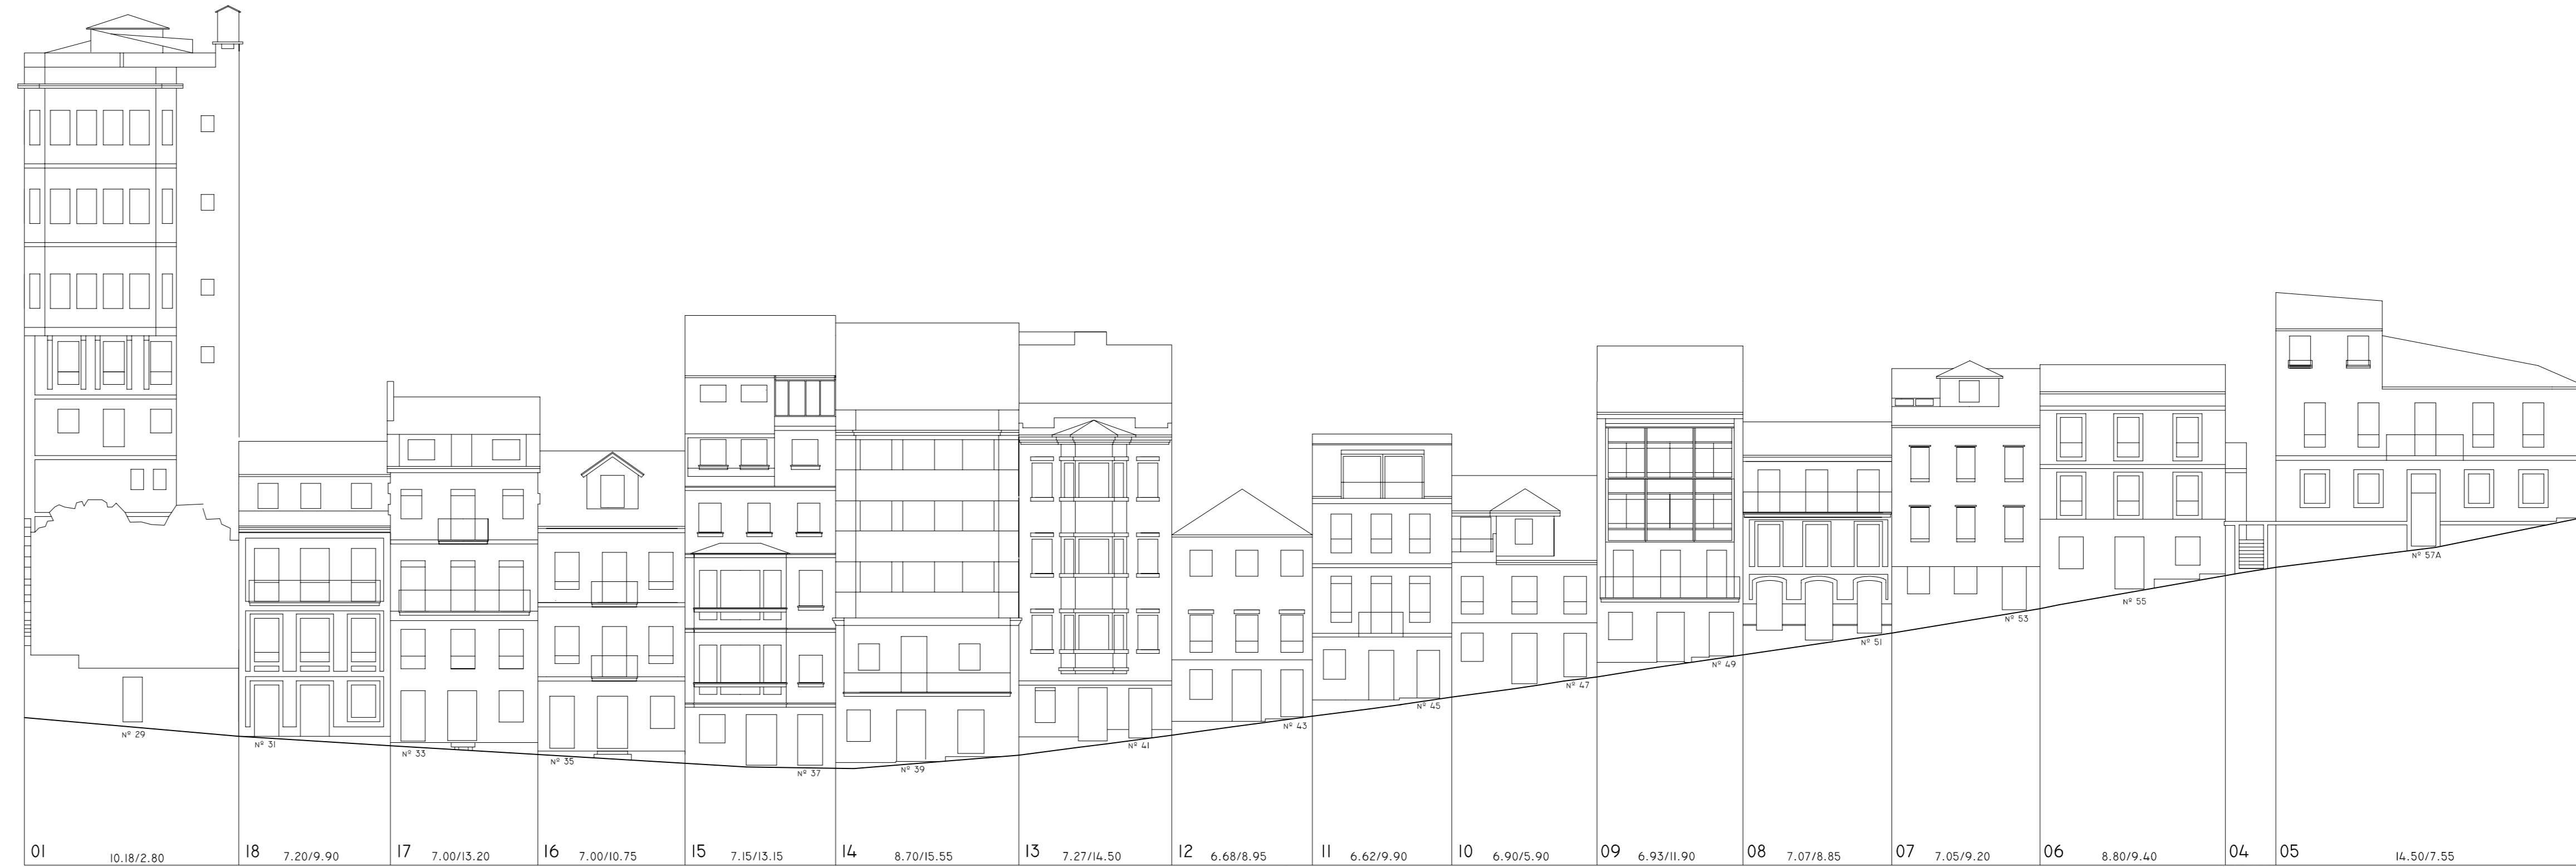 Nº 29
Nº 31
Nº 33
Nº 35
Nº 37
Nº 39
Nº 41
Nº 43
Nº 45
Nº 47
Nº 49
Nº 51
Nº 53
Nº 55
Nº 57A
01 10.18/2.80
18 7.20/9.90
17 7.00/13.20
16 7.00/10.75
15 7.15/13.15
14 8.70/15.55
13 7.27/14.50
12 6.68/8.95
11 6.62/9.90
10 6.90/5.90
09 6.93/11.90
08 7.07/8.85
07 7.05/9.20
06 8.80/9.40
04
05 14.50/7.55